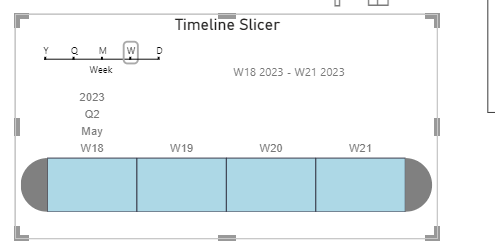 Timeline Slicer
Y Q M W D
Week
W18 2023 - W21 2023
2023
Q2
May
W18 W19 W20 W21